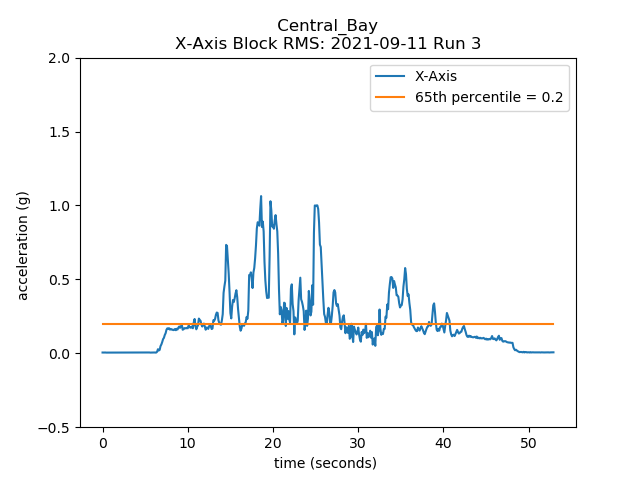 Central_Bay
X-Axis Block RMS: 2021-09-11 Run 3
2.0
1.5
1.0
0.5
0.0
−0.5
acceleration (g)
X-Axis
65th percentile = 0.2
0 10 20 30 40 50
time (seconds)